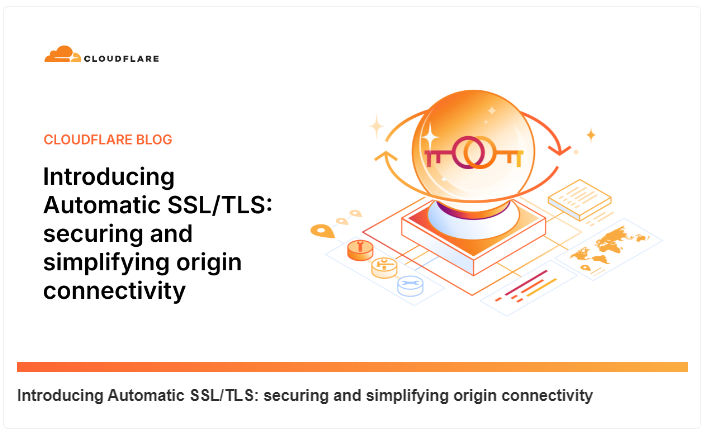 CLOUDFLARE
CLOUDFLARE BLOG
Introducing
Automatic SSL/TLS:
securing and
simplifying origin
connectivity
Introducing Automatic SSL/TLS: securing and simplifying origin connectivity